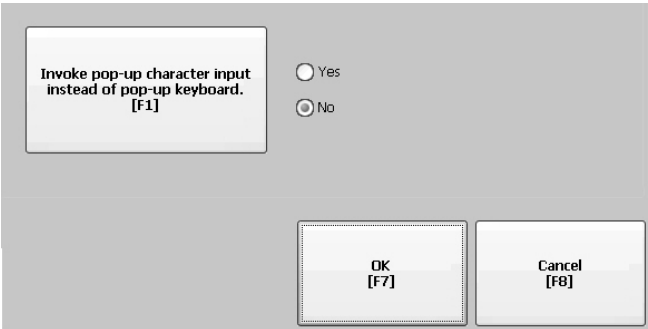 Invoke pop-up character input
instead of pop-up keyboard.
[F1]
Yes
No
OK
[F7]
Cancel
[F8]